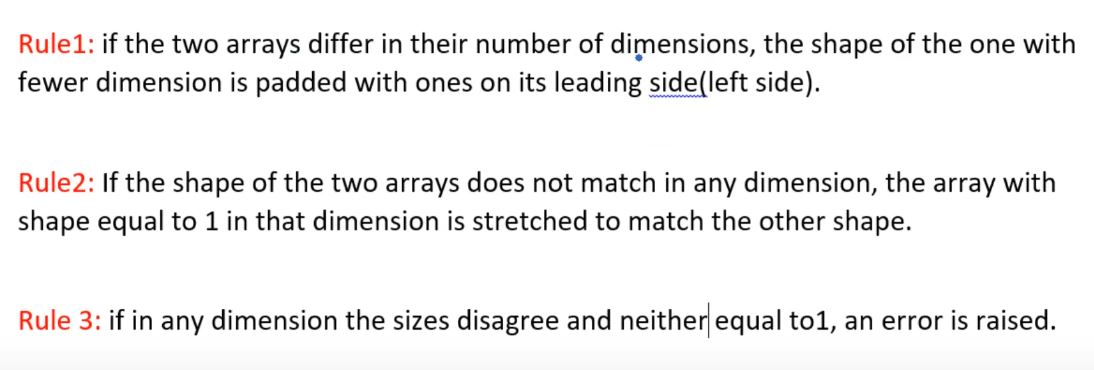 Rule1: if the two arrays differ in their number of dimensions, the shape of the one with
fewer dimension is padded with ones on its leading side(left side).
Rule2: If the shape of the two arrays does not match in any dimension, the array with
shape equal to 1 in that dimension is stretched to match the other shape.
Rule 3: if in any dimension the sizes disagree and neither equal to1, an error is raised.